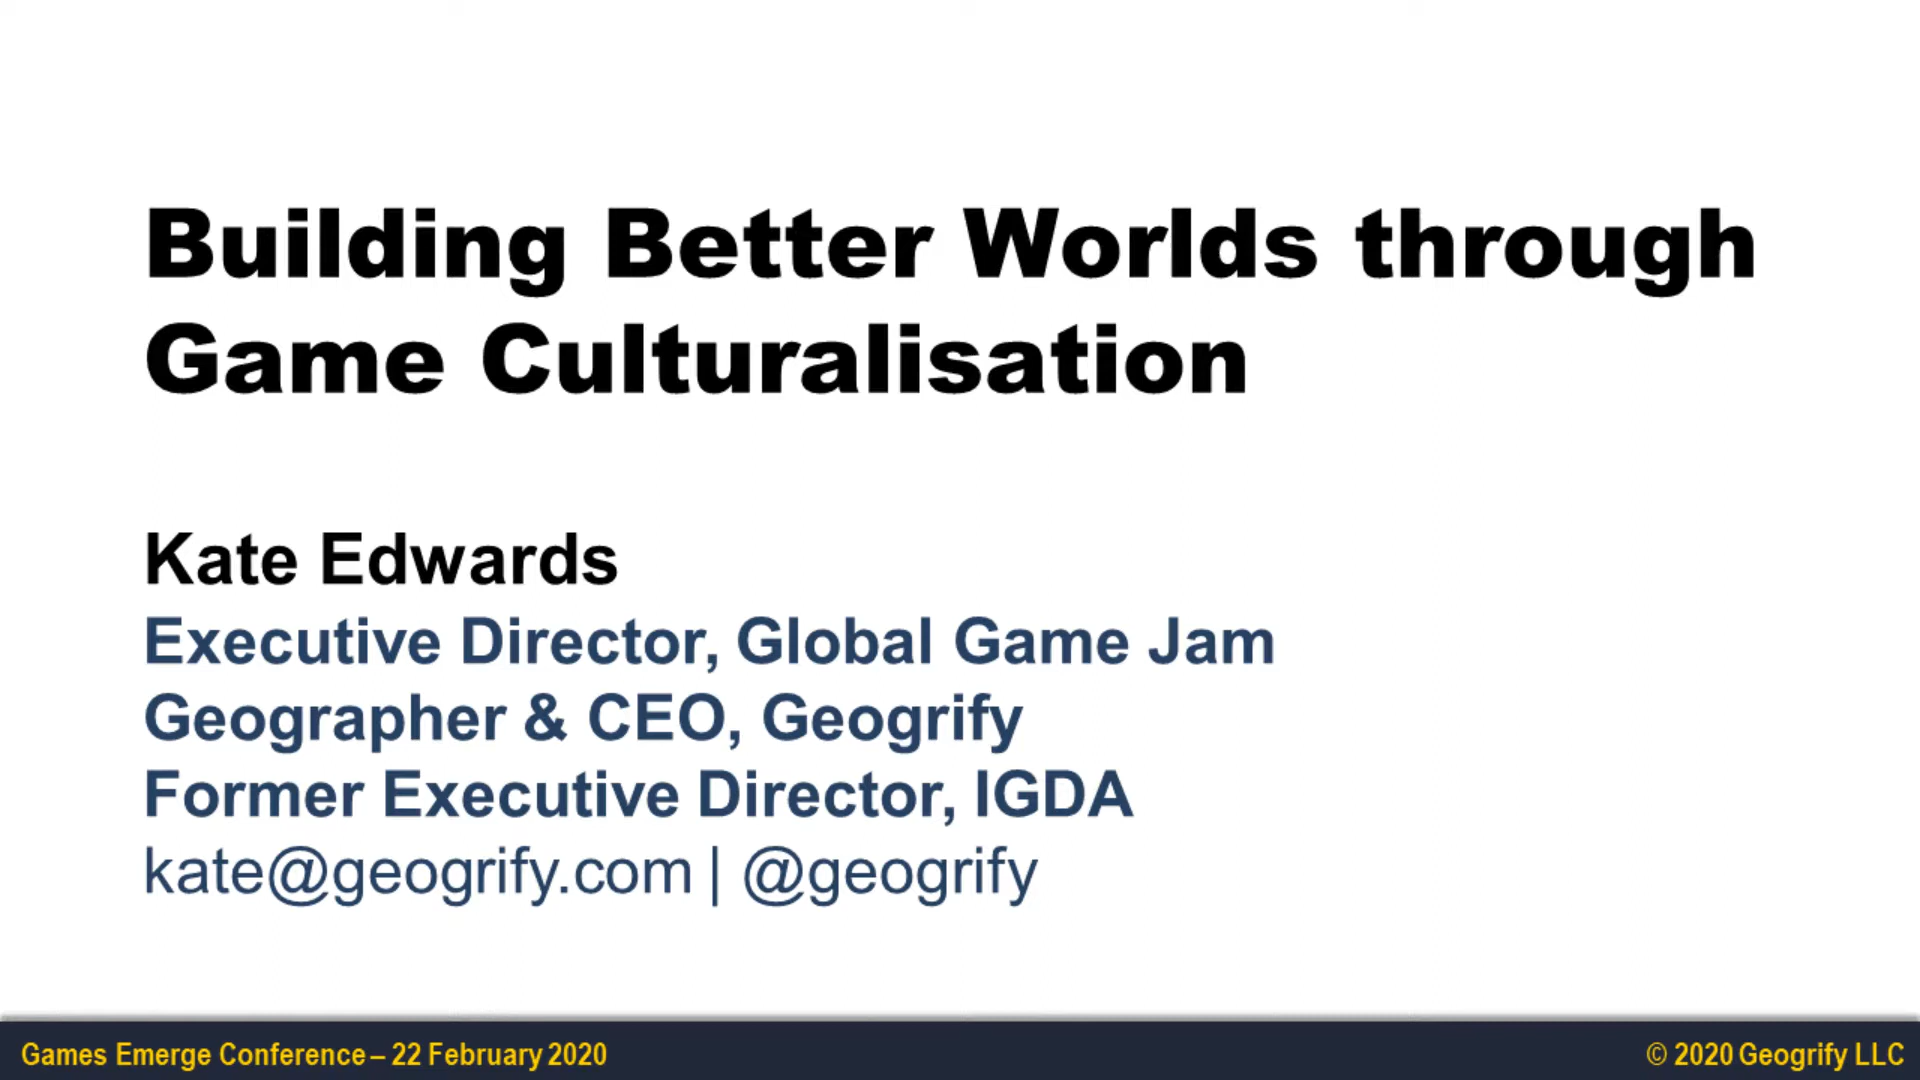 Building Better Worlds through
Game Culturalisation
Kate Edwards
Executive Director, Global Game Jam
Geographer & CEO, Geogrify
Former Executive Director, IGDA
kate@geogrify.com | @geogrify
Games Emerge Conference – 22 February 2020
© 2020 Geogrify LLC